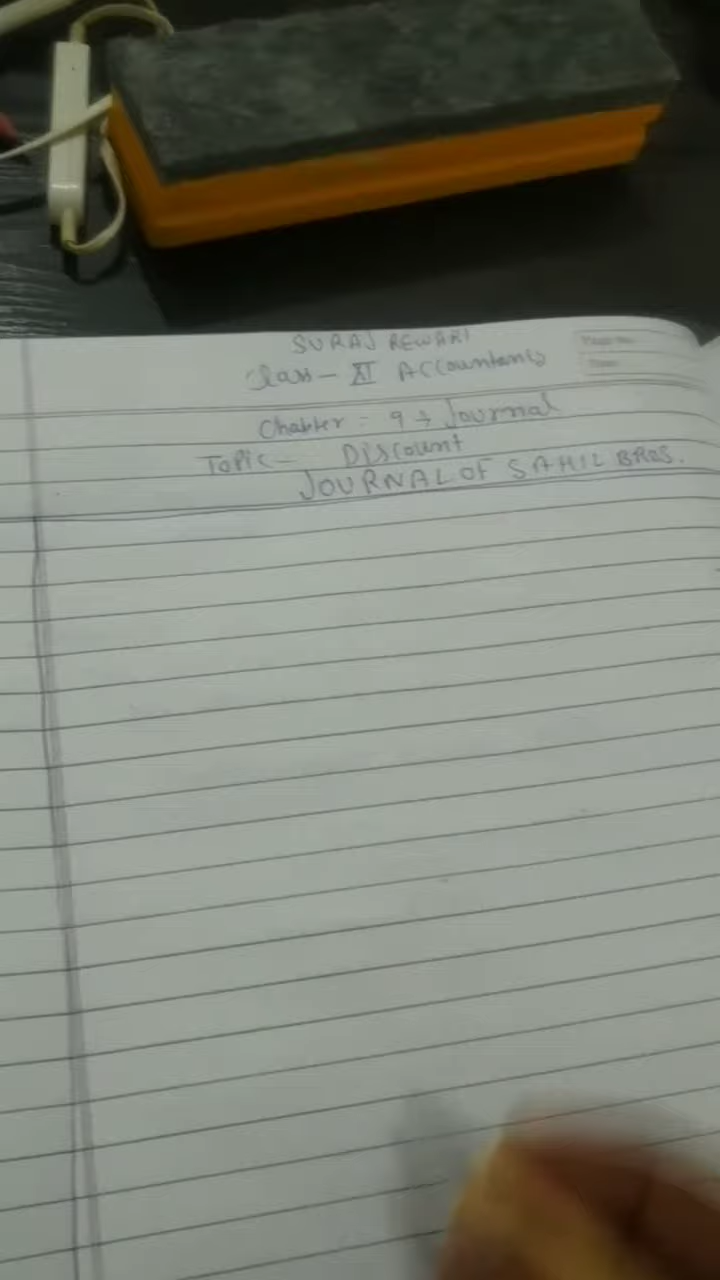 SURAJ REWARI
Class - XI Accountancy
Chapter = 9 → Journal
Topic - Discount
JOURNAL OF SAHIL BROS.